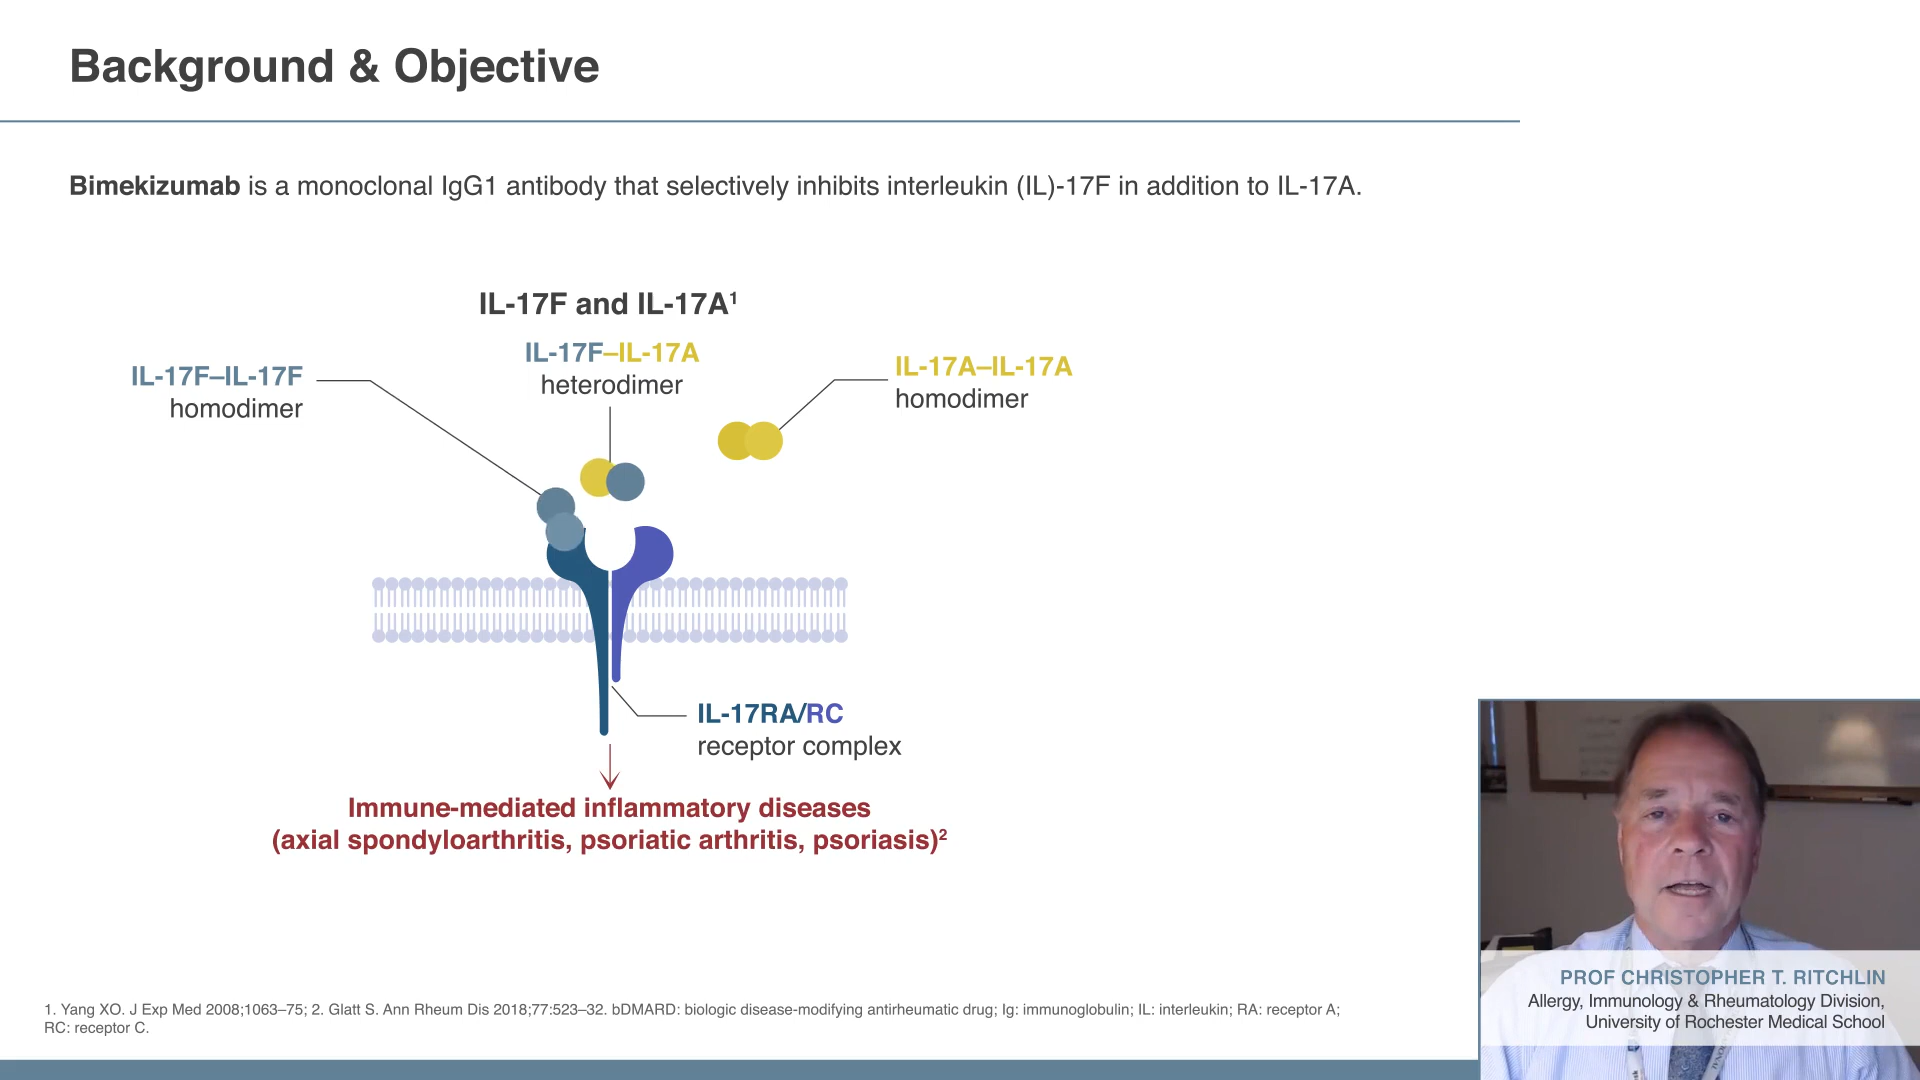 Background & Objective
Bimekizumab is a monoclonal IgG1 antibody that selectively inhibits interleukin (IL)-17F in addition to IL-17A.
IL-17F and IL-17A¹
IL-17F–IL-17F
homodimer
IL-17F–IL-17A
heterodimer
IL-17A–IL-17A
homodimer
IL-17RA/RC
receptor complex
Immune-mediated inflammatory diseases
(axial spondyloarthritis, psoriatic arthritis, psoriasis)²
1. Yang XO. J Exp Med 2008;1063–75; 2. Glatt S. Ann Rheum Dis 2018;77:523–32. bDMARD: biologic disease-modifying antirheumatic drug; Ig: immunoglobulin; IL: interleukin; RA: receptor A;
RC: receptor C.
PROF CHRISTOPHER T. RITCHLIN
Allergy, Immunology & Rheumatology Division,
University of Rochester Medical School